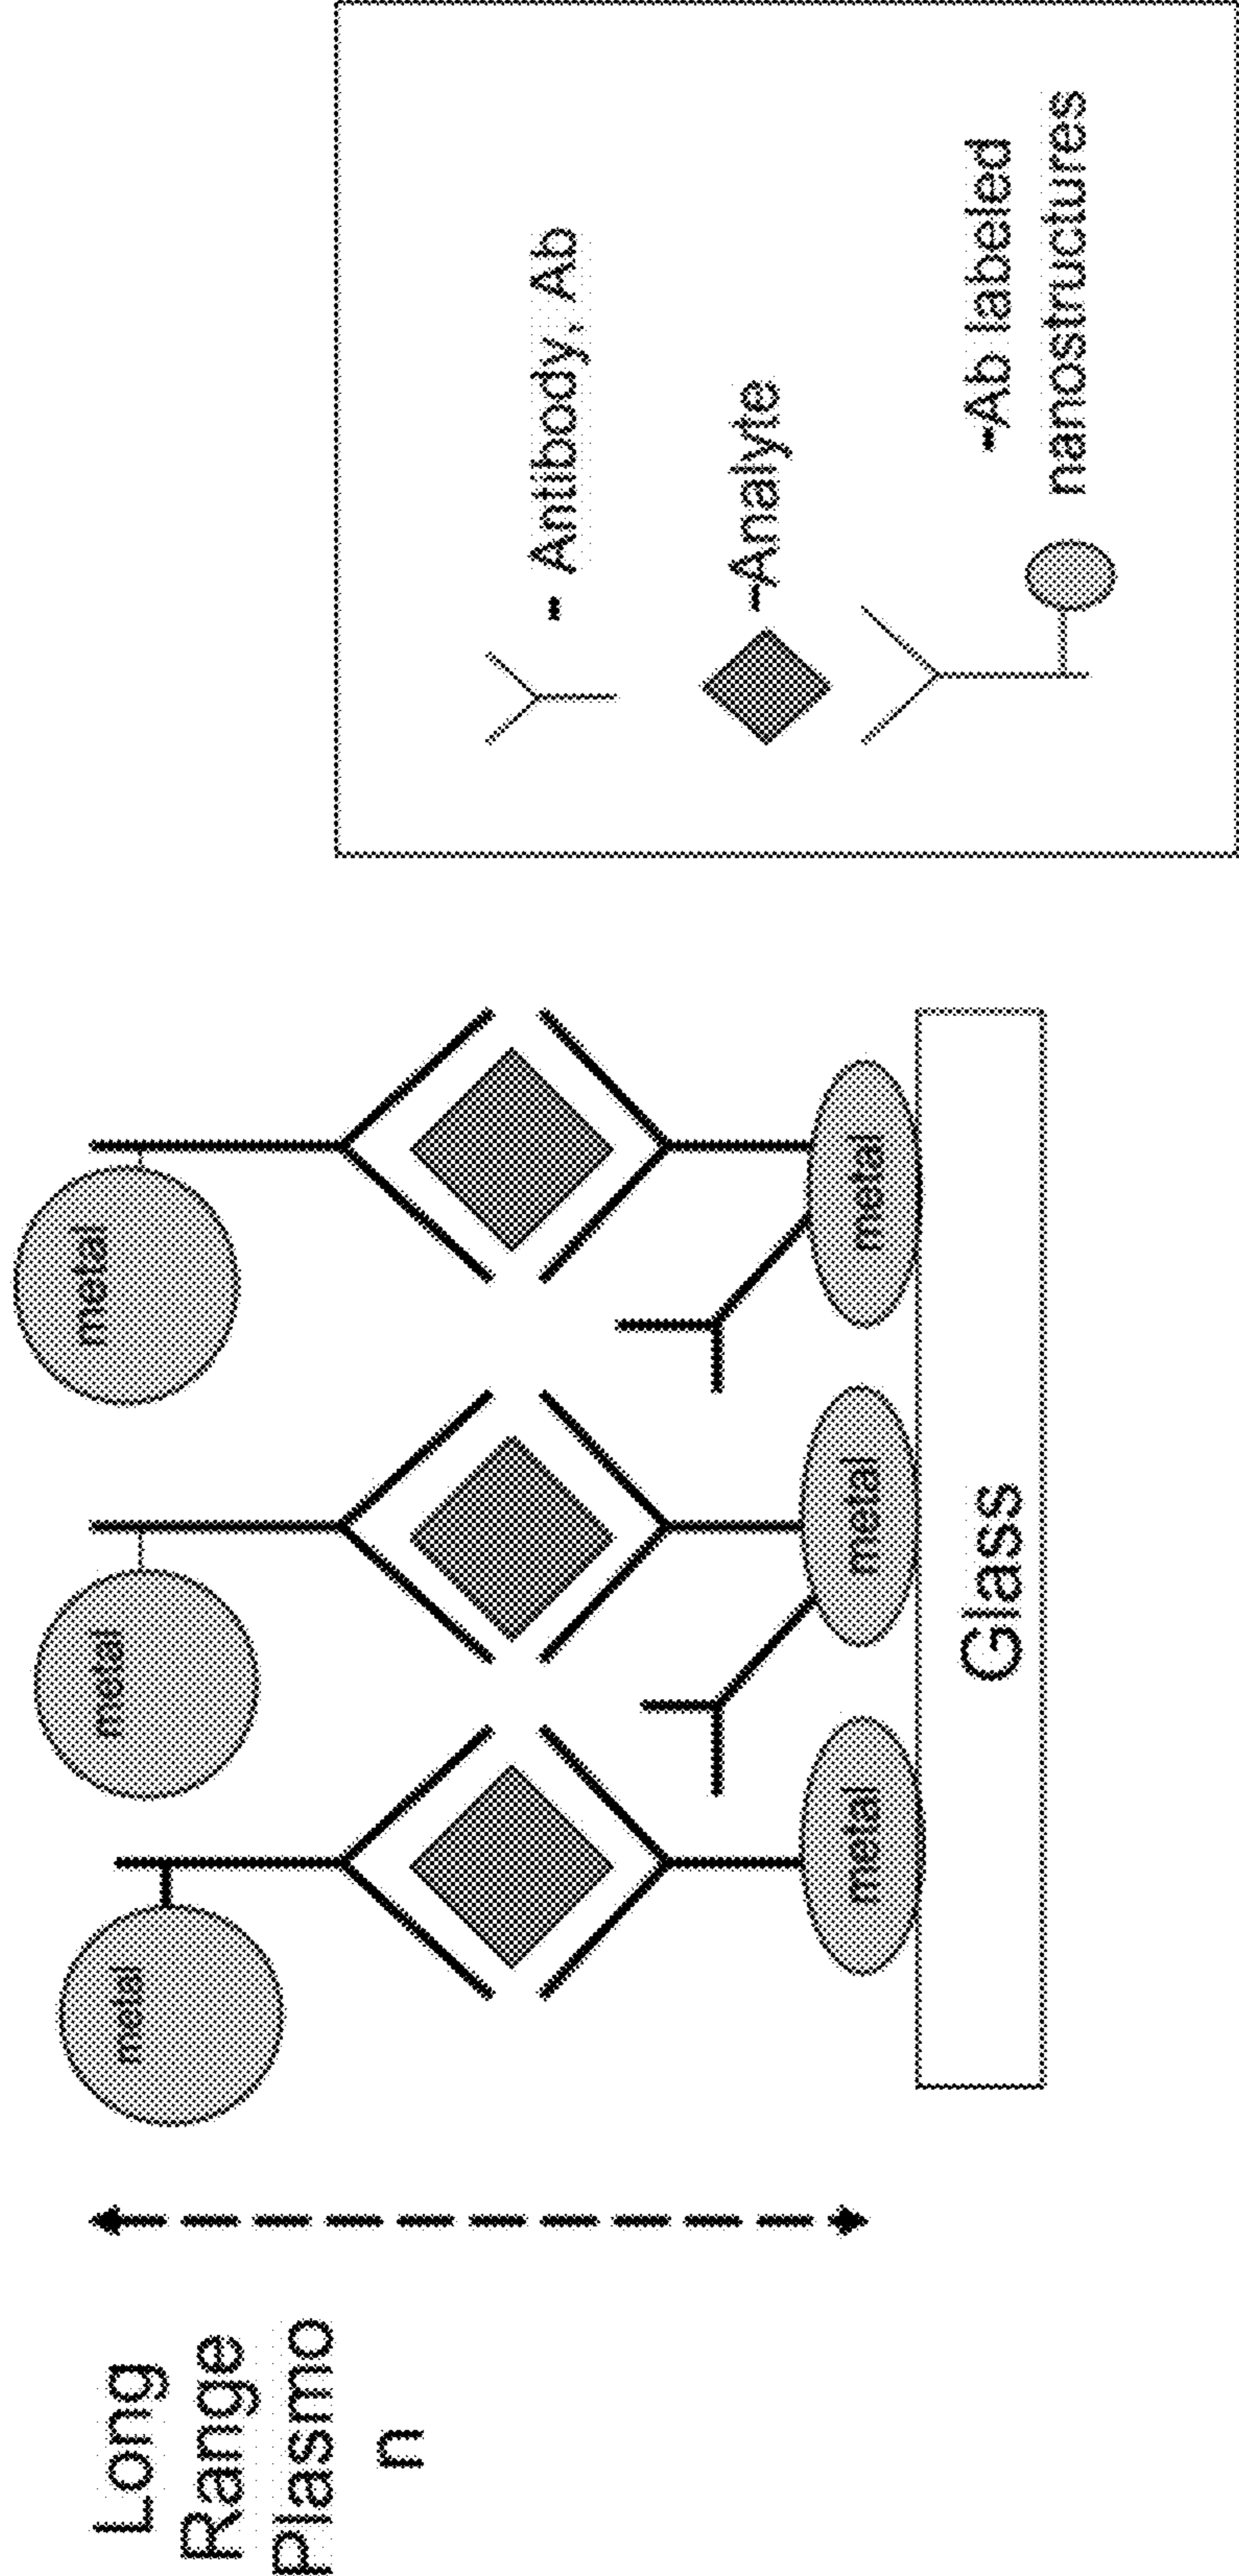 Long
Range
Plasmo
n
metal
metal
metal
metal
metal
metal
Glass
- Antibody, Ab
-Analyte
-Ab labeled
nanostructures